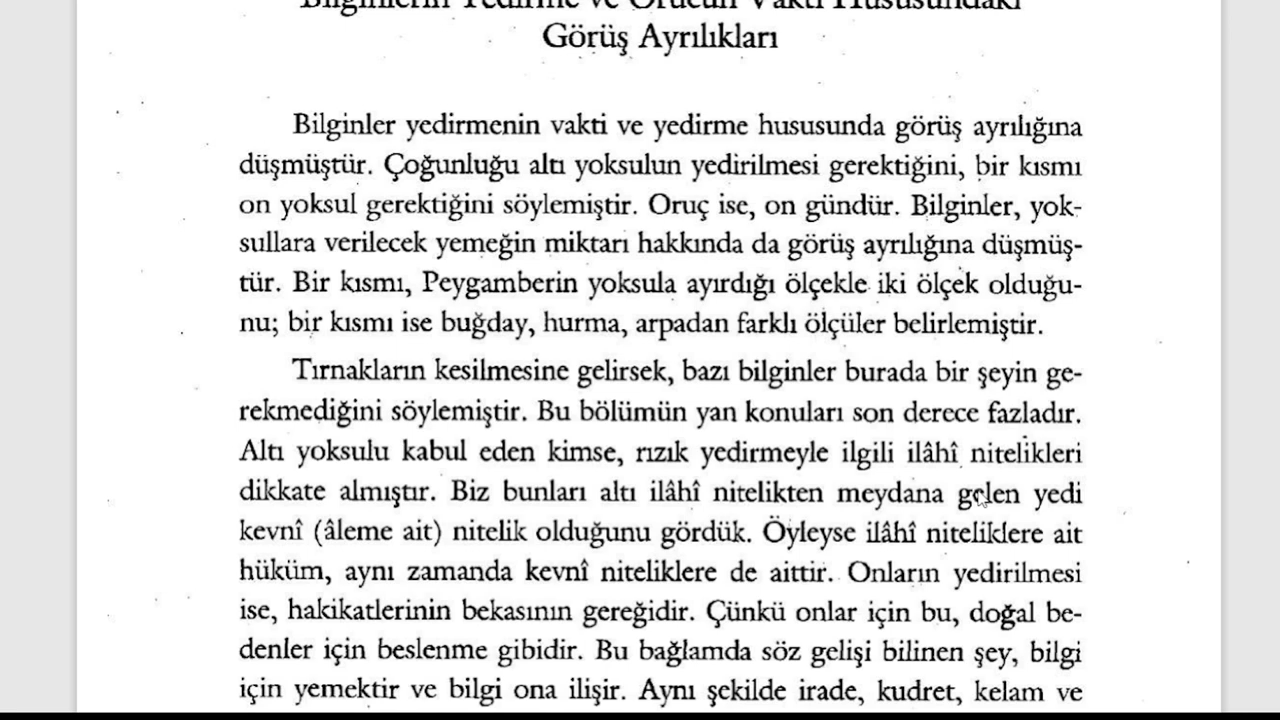 Bilginlerin Yedirme ve Orucun Vakti Hususundaki
Görüş Ayrılıkları
Bilginler yedirmenin vakti ve yedirme hususunda görüş ayrılığına
düşmüştür. Çoğunluğu altı yoksulun yedirilmesi gerektiğini, bir kısmı
on yoksul gerektiğini söylemiştir. Oruç ise, on gündür. Bilginler, yok-
sullara verilecek yemeğin miktarı hakkında da görüş ayrılığına düşmüş-
tür. Bir kısmı, Peygamberin yoksula ayırdığı ölçekle iki ölçek olduğu-
nu; bir kısmı ise buğday, hurma, arpadan farklı ölçüler belirlemiştir.
Tırnakların kesilmesine gelirsek, bazı bilginler burada bir şeyin ge-
rekmediğini söylemiştir. Bu bölümün yan konuları son derece fazladır.
Altı yoksulu kabul eden kimse, rızık yedirmeyle ilgili ilâhî nitelikleri
dikkate almıştır. Biz bunları altı ilâhî nitelikten meydana gelen yedi
kevnî (âleme ait) nitelik olduğunu gördük. Öyleyse ilâhî niteliklere ait
hüküm, aynı zamanda kevnî niteliklere de aittir. Onların yedirilmesi
ise, hakikatlerinin bekasının gereğidir. Çünkü onlar için bu, doğal be-
denler için beslenme gibidir. Bu bağlamda söz gelişi bilinen şey, bilgi
için yemektir ve bilgi ona ilişir. Aynı şekilde irade, kudret, kelam ve